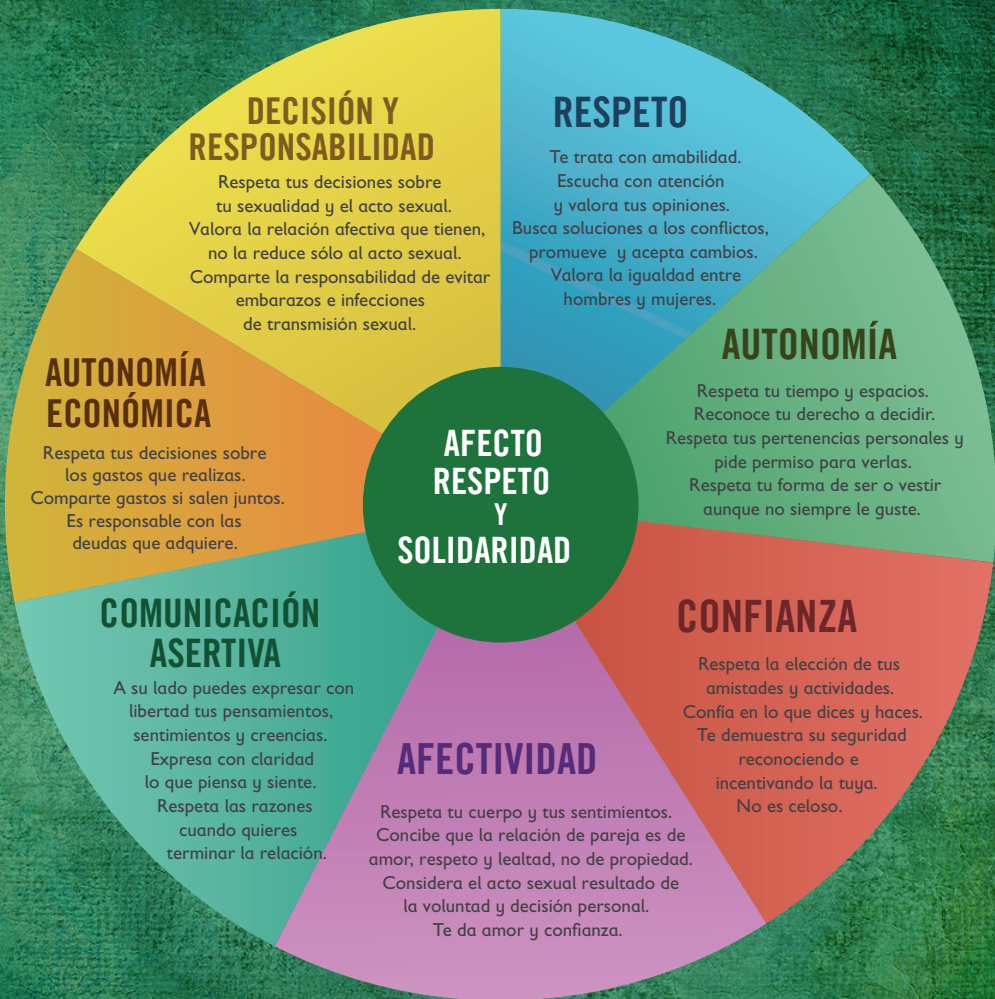 DECISIÓN Y
RESPONSABILIDAD
Respeta tus decisiones sobre
tu sexualidad y el acto sexual.
Valora la relación afectiva que tienen,
no la reduce sólo al acto sexual.
Comparte la responsabilidad de evitar
embarazos e infecciones
de transmisión sexual.
RESPETO
Te trata con amabilidad.
Escucha con atención
y valora tus opiniones.
Busca soluciones a los conflictos,
promueve y acepta cambios.
Valora la igualdad entre
hombres y mujeres.
AUTONOMÍA
Respeta tu tiempo y espacios.
Reconoce tu derecho a decidir.
Respeta tus pertenencias personales y
pide permiso para verlas.
Respeta tu forma de ser o vestir
aunque no siempre le guste.
CONFIANZA
Respeta la elección de tus
amistades y actividades.
Confía en lo que dices y haces.
Te demuestra su seguridad
reconociendo e
incentivando la tuya.
No es celoso.
AFECTIVIDAD
Respeta tu cuerpo y tus sentimientos.
Concibe que la relación de pareja es de
amor, respeto y lealtad, no de propiedad.
Considera el acto sexual resultado de
la voluntad y decisión personal.
Te da amor y confianza.
COMUNICACIÓN
ASERTIVA
A su lado puedes expresar con
libertad tus pensamientos,
sentimientos y creencias.
Expresa con claridad
lo que piensa y siente.
Respeta las razones
cuando quieres
terminar la relación.
AUTONOMÍA
ECONÓMICA
Respeta tus decisiones sobre
los gastos que realizas.
Comparte gastos si salen juntos.
Es responsable con las
deudas que adquiere.
AFECTO
RESPETO
Y
SOLIDARIDAD